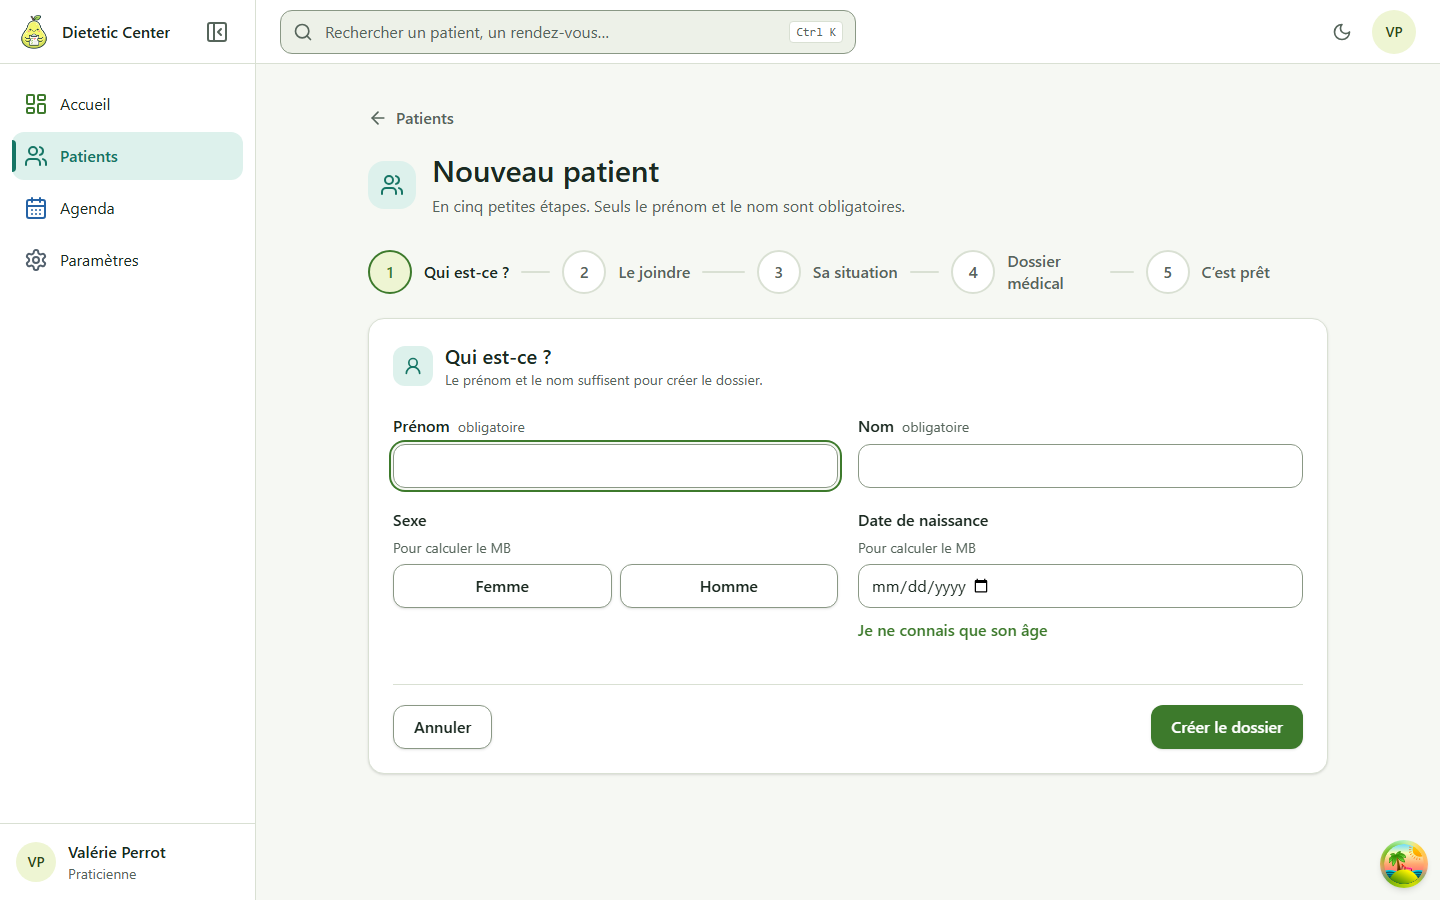 Dietetic Center
Rechercher un patient, un rendez-vous...
Ctrl K
VP
Accueil
Patients
Agenda
Paramètres
Patients
Nouveau patient
En cinq petites étapes. Seuls le prénom et le nom sont obligatoires.
1 Qui est-ce ?
2 Le joindre
3 Sa situation
4 Dossier
médical
5 C'est prêt
Qui est-ce ?
Le prénom et le nom suffisent pour créer le dossier.
Prénom obligatoire
Nom obligatoire
Sexe
Pour calculer le MB
Femme
Homme
Date de naissance
Pour calculer le MB
mm/dd/yyyy
Je ne connais que son âge
Annuler
Créer le dossier
VP
Valérie Perrot
Praticienne